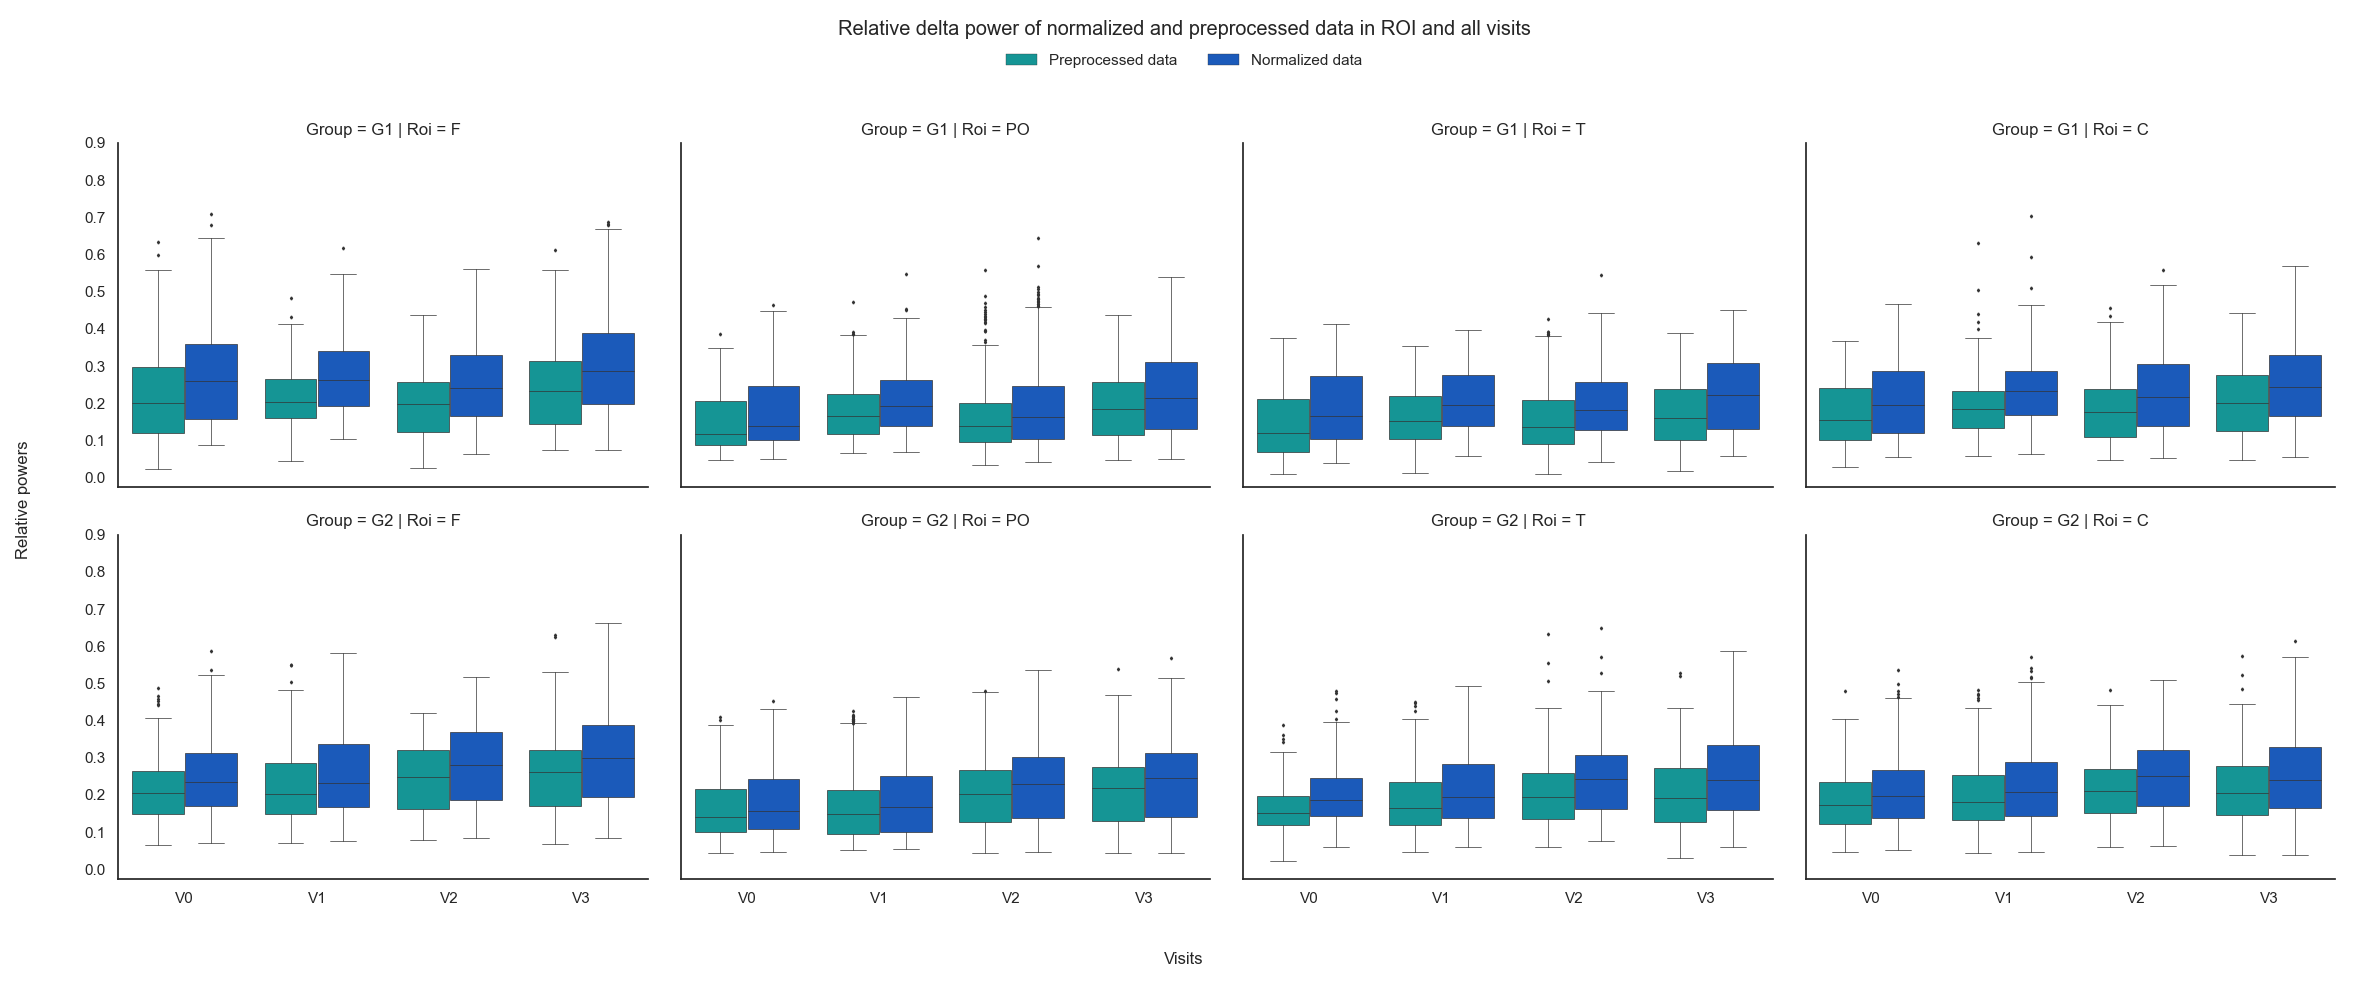 Relative delta power of normalized and preprocessed data in ROI and all visits
Preprocessed data Normalized data
Group = G1 | Roi = F Group = G1 | Roi = PO Group = G1 | Roi = T Group = G1 | Roi = C
0.9
0.8
0.7
0.6
0.5
0.4
0.3
0.2
0.1
0.0
Relative powers
Group = G2 | Roi = F Group = G2 | Roi = PO Group = G2 | Roi = T Group = G2 | Roi = C
0.9
0.8
0.7
0.6
0.5
0.4
0.3
0.2
0.1
0.0
V0 V1 V2 V3 V0 V1 V2 V3 V0 V1 V2 V3 V0 V1 V2 V3
Visits